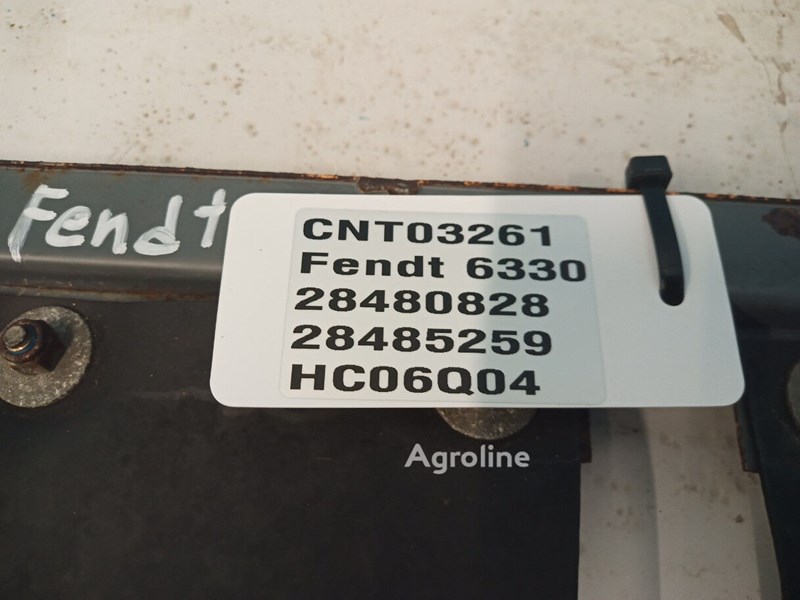 Fendt
CNT03261
Fendt 6330
28480828
28485259
HC06Q04
Agroline